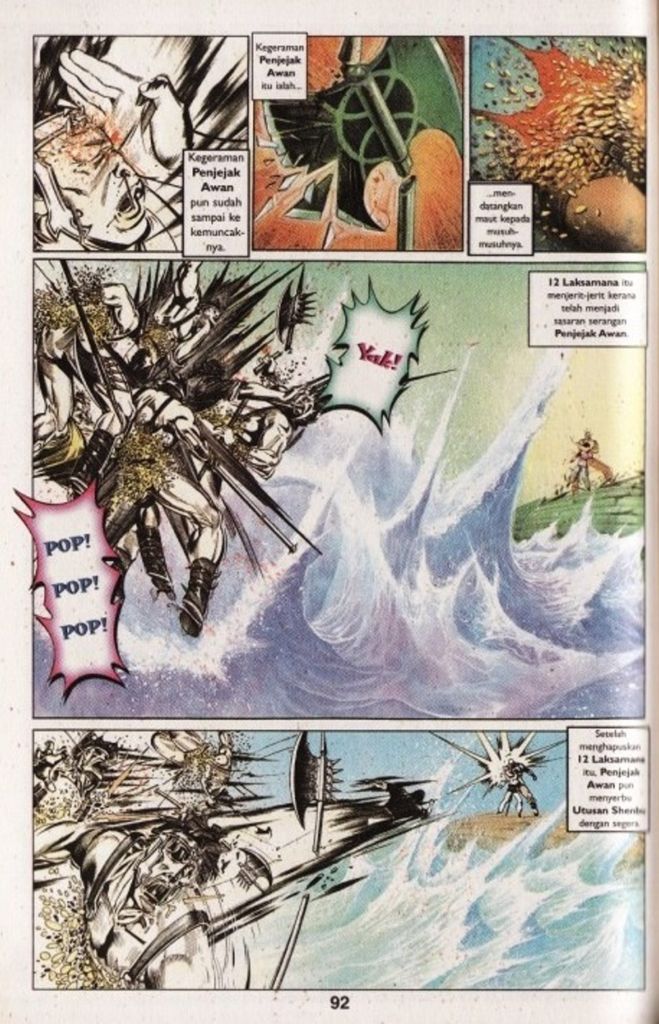 Kegeraman
Penjejak
Awan
pun sudah
sampai ke
kemuncak-
nya.
Kegeraman
Penjejak
Awan
itu ialah...
...men-
datangkan
maut kepada
musuh-
musuhnya.
12 Laksamana itu
menjerit-jerit kerana
telah menjadi
sasaran serangan
Penjejak Awan.
Yak!
POP!
POP!
POP!
Setelah
menghapuskan
12 Laksamana
itu, Penjejak
Awan pun
menyerbu
Utusan Shenbu
dengan segera.
92